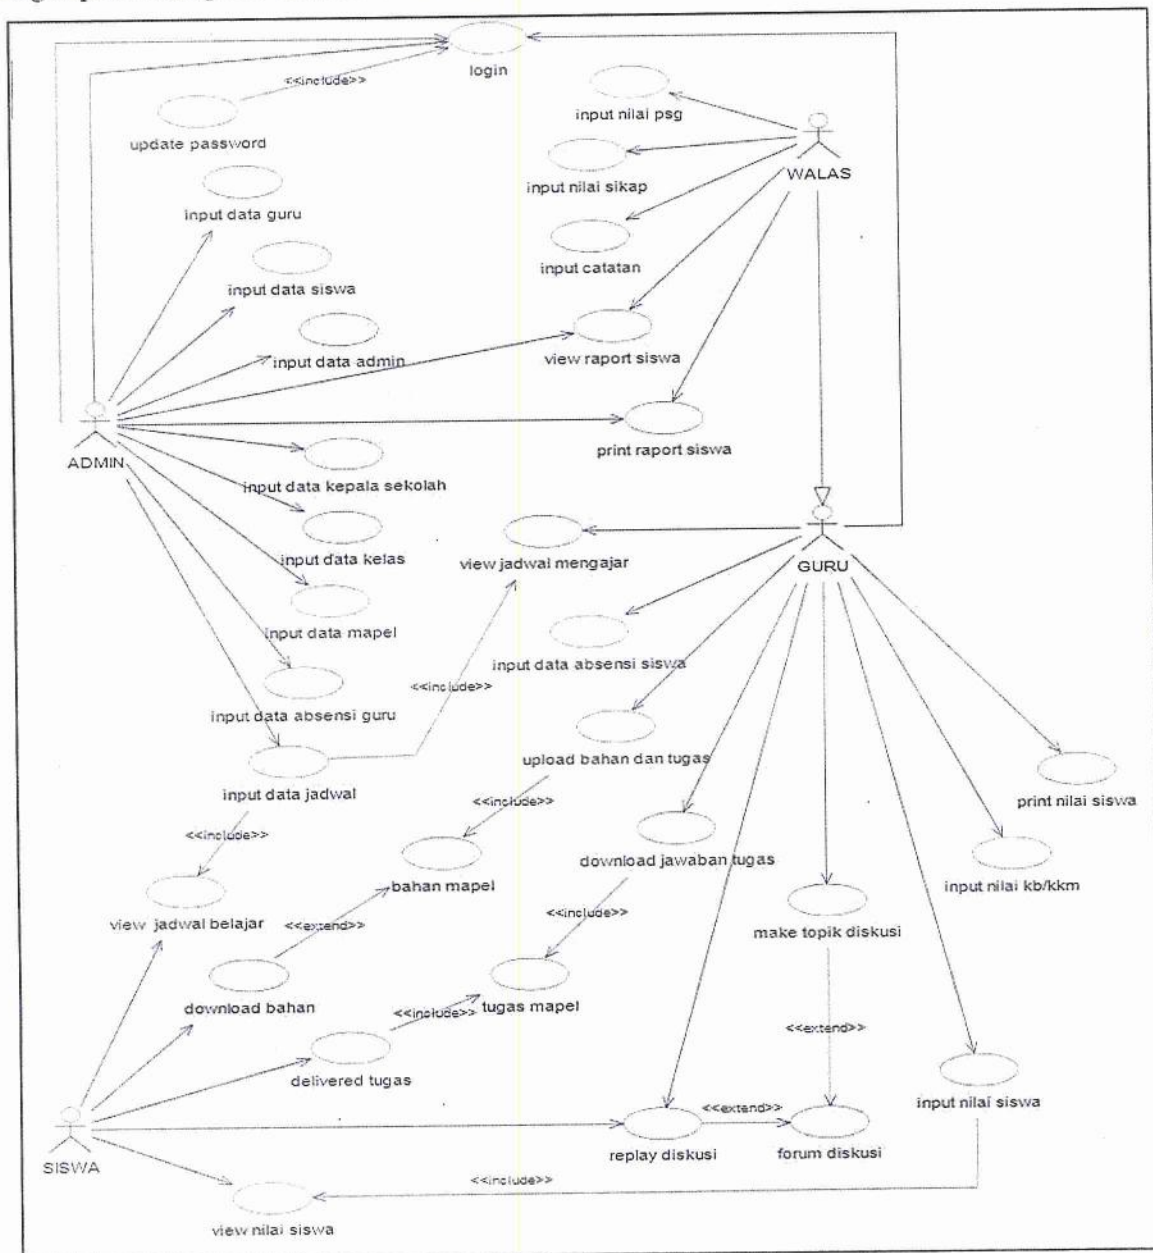 login
<<include>>
input nilai psg
update password
WALAS
input nilai sikap
input data guru
input catatan
input data siswa
view raport siswa
input data admin
print raport siswa
ADMIN
input data kepala sekolah
input data kelas
view jadwal mengajar
GURU
input data mapel
input data absensi siswa
<<include>>
input data absensi guru
upload bahan dan tugas
input data jadwal
<<include>>
print nilai siswa
<<include>>
download jawaban tugas
bahan mapel
input nilai kb/kkm
view jadwal belajar
<<extend>>
<<include>>
make topik diskusi
download bahan
tugas mapel
<<include>>
<<extend>>
delivered tugas
input nilai siswa
<<extend>>
replay diskusi
forum diskusi
SISWA
<<include>>
view nilai siswa